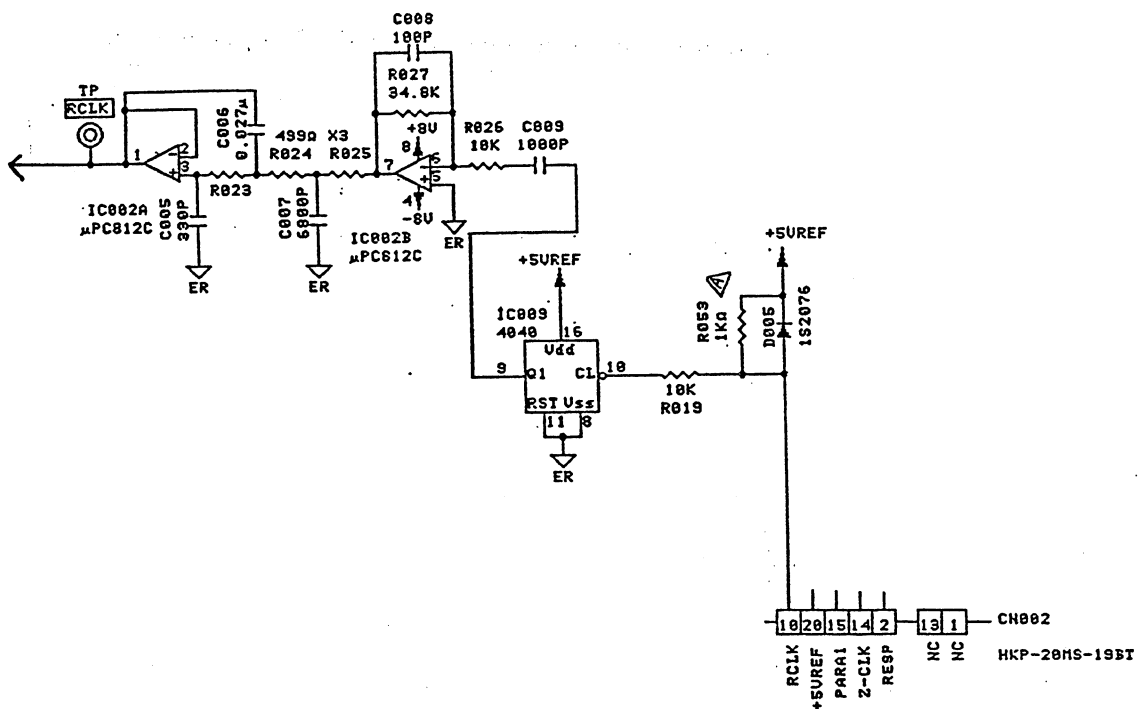 C008
100P
R027
34.8K
TP
RCLK
C006
0.027μ
499Ω X3
R024
R025
+8V
8
7
6
5
4
-8V
R026
10K
C009
1000P
1
2
3
R023
IC002A
μPC812C
C005
330P
ER
C007
6800P
ER
IC002B
μPC812C
ER
+5VREF
IC009
4040
16
Vdd
9
Q1
CL
10
RST
Vss
11
8
ER
10K
R019
+5VREF
A
R059
1KΩ
D005
1S2076
10
20
15
14
2
13
1
CN002
RCLK
+5VREF
PARA1
Z-CLK
RESP
NC
NC
HKP-20MS-19BT